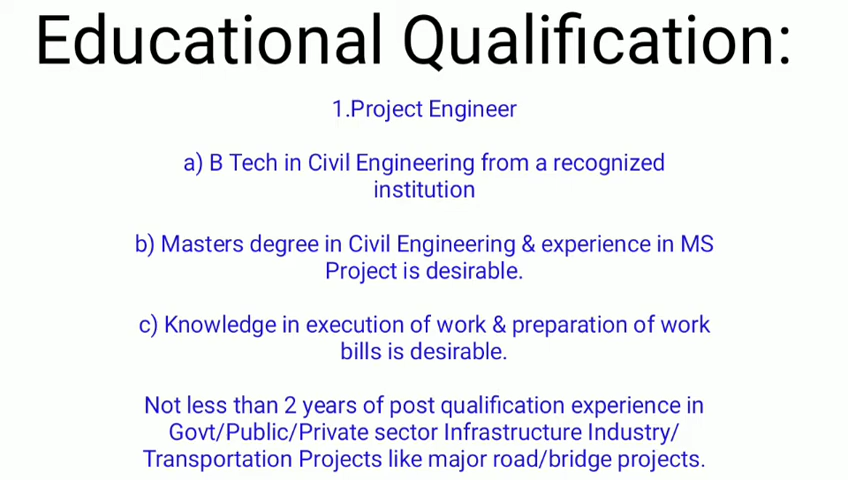 Educational Qualification:
1.Project Engineer
a) B Tech in Civil Engineering from a recognized
institution
b) Masters degree in Civil Engineering & experience in MS
Project is desirable.
c) Knowledge in execution of work & preparation of work
bills is desirable.
Not less than 2 years of post qualification experience in
Govt/Public/Private sector Infrastructure Industry/
Transportation Projects like major road/bridge projects.